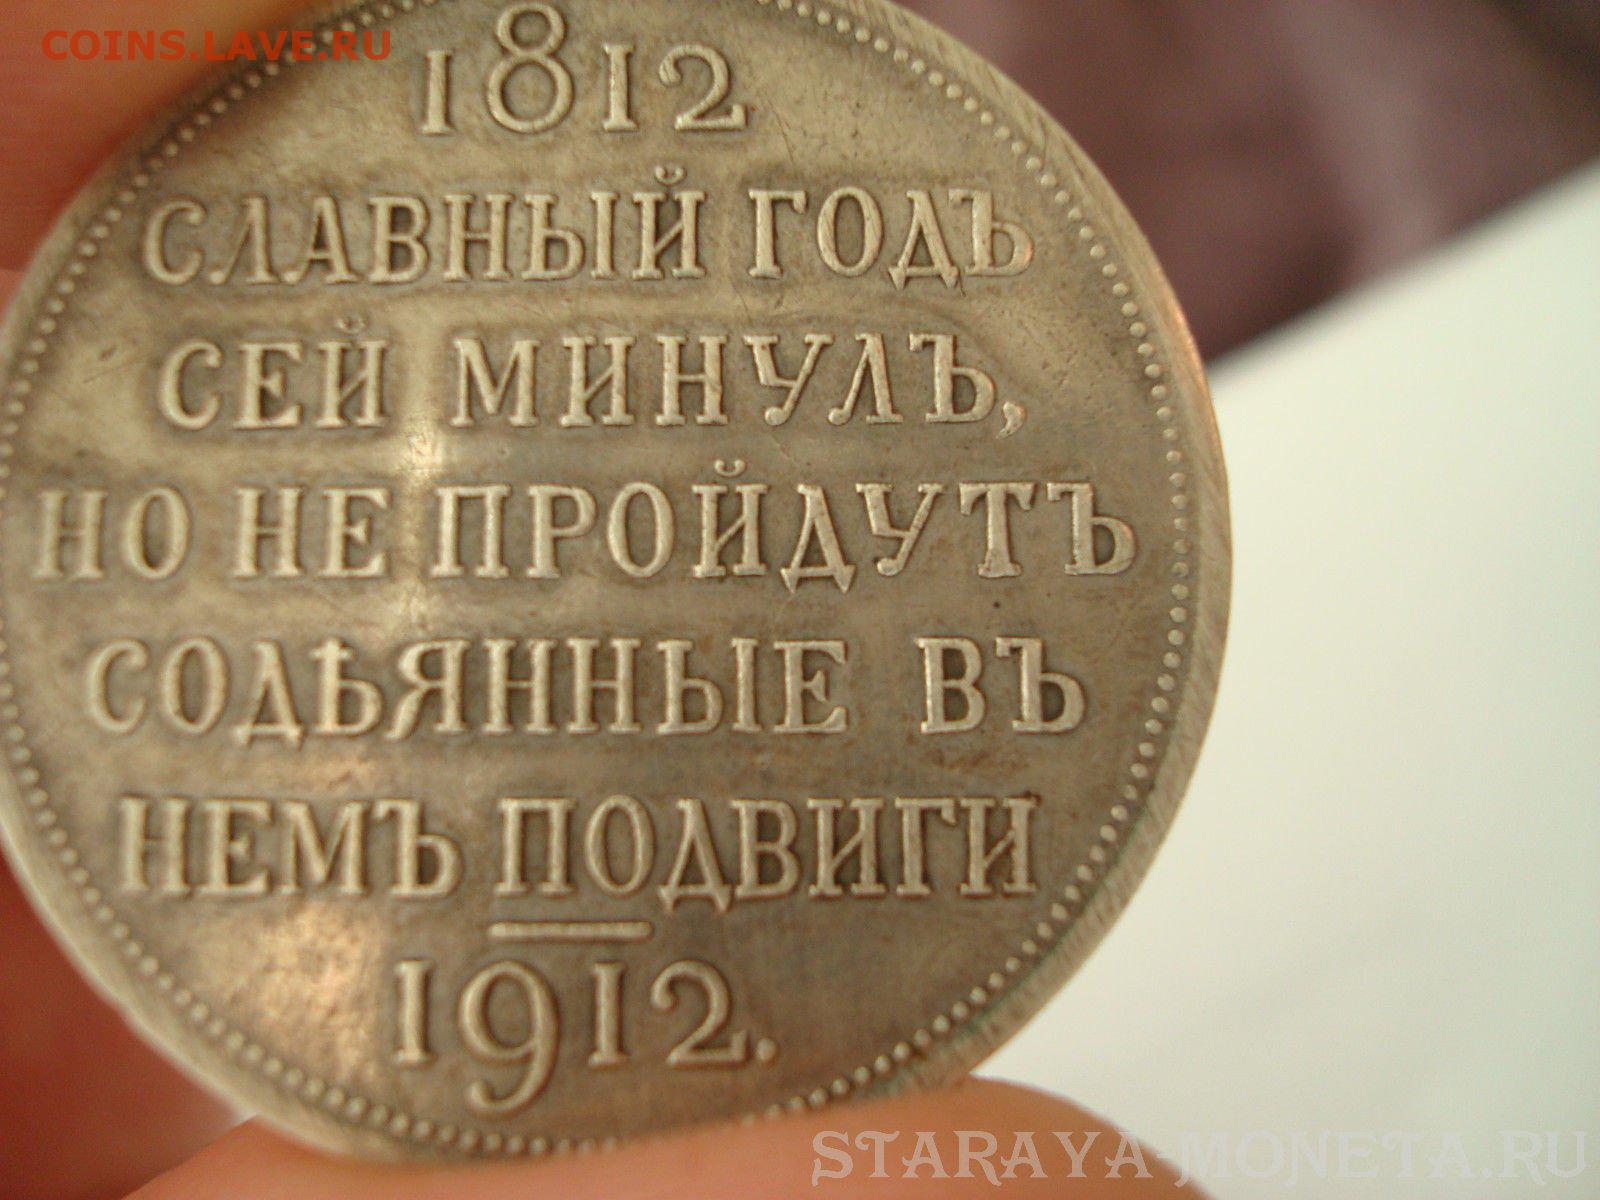 COINS.LAVE.RU
1812
СЛАВНЫЙ ГОДЪ
СЕЙ МИНУЛЪ,
НО НЕ ПРОЙДУТЪ
СОДѢЯННЫЕ ВЪ
НЕМЪ ПОДВИГИ
1912.
STARAYA-MONETA.RU